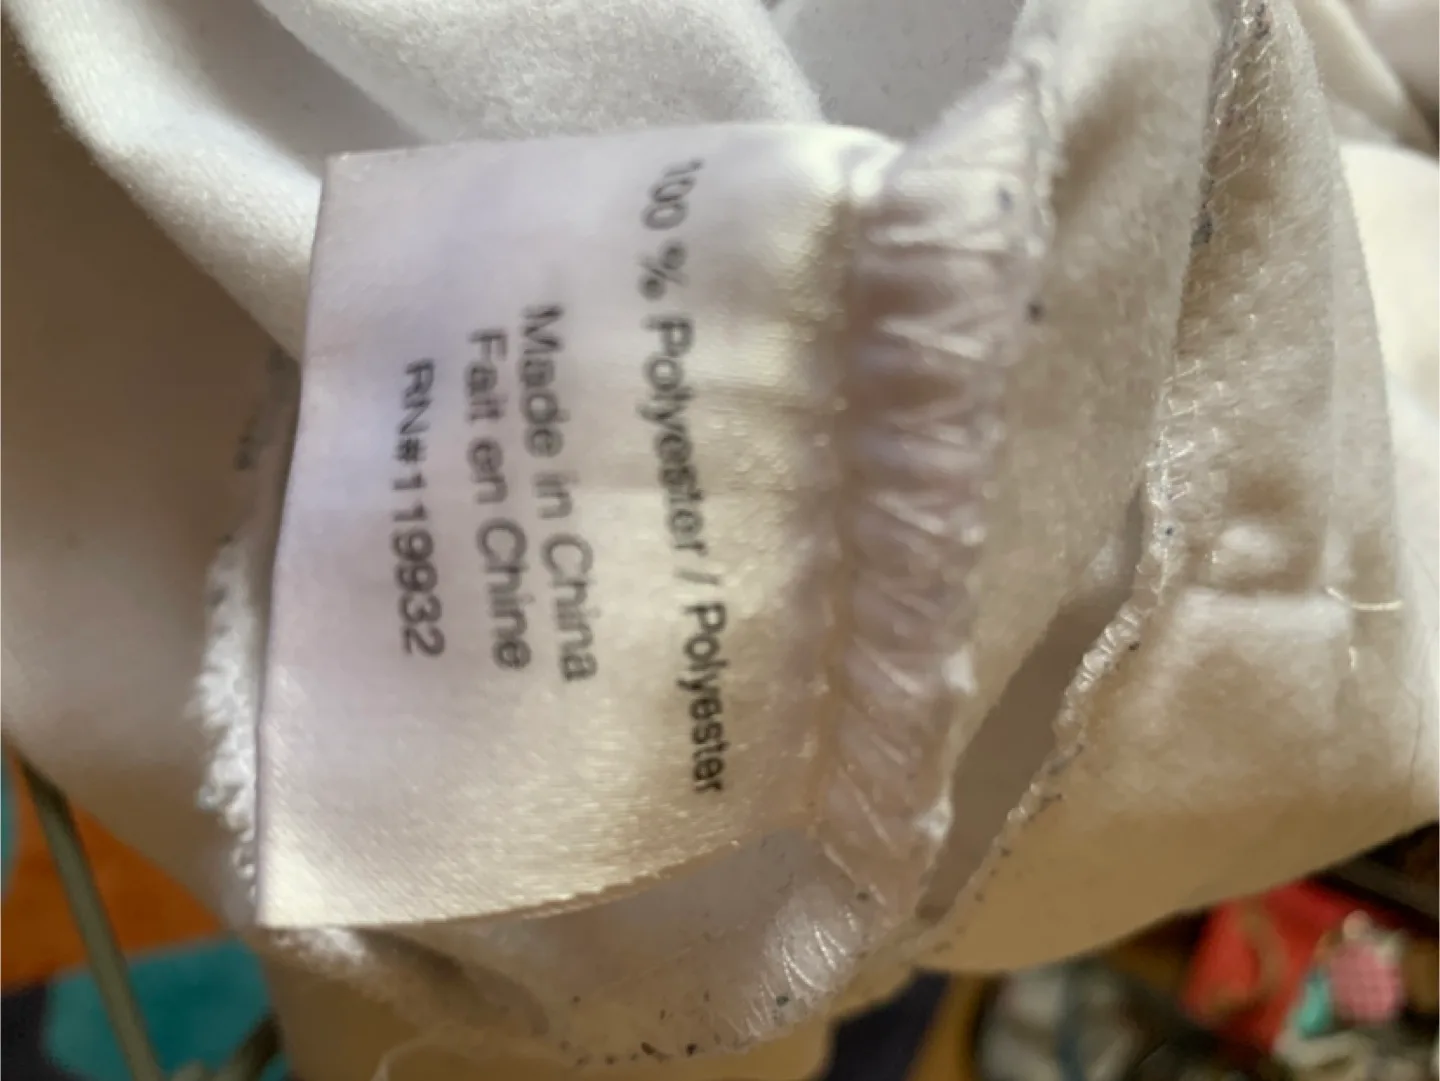 100 % Polyester / Polyester
Made in China
Fait en Chine
RN#119932